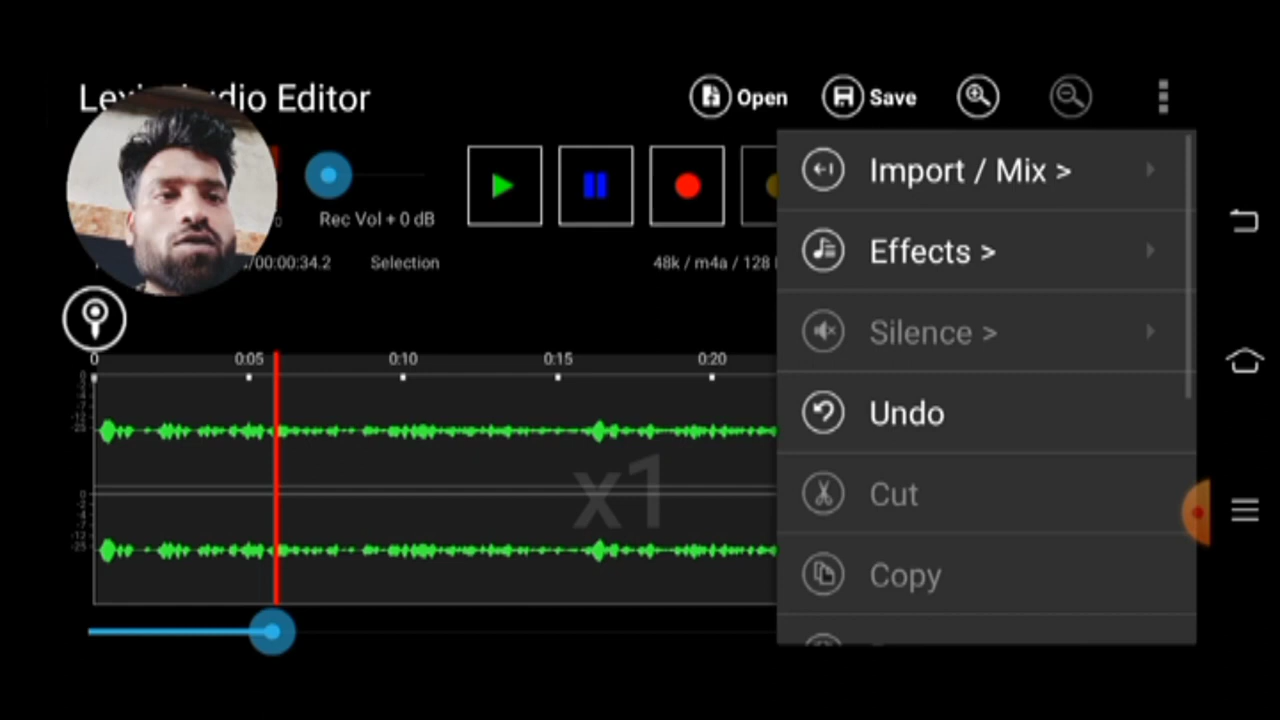 Audio Editor
Open
Save
Import / Mix >
Rec Vol + 0 dB
/00:00:34.2
Selection
48k / m4a / 128
Effects >
Silence >
0
0:05
0:10
0:15
0:20
Undo
x1
Cut
Copy